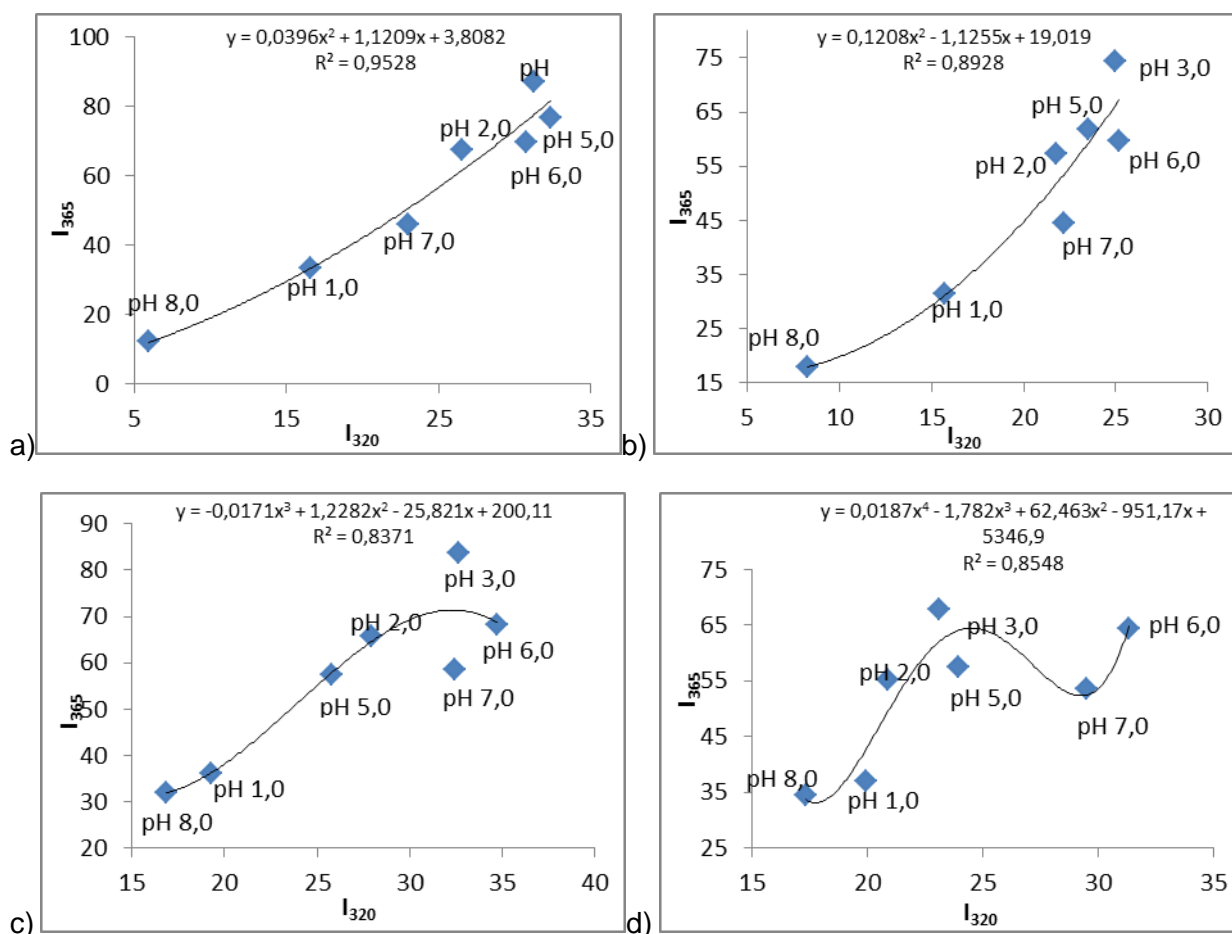 y = 0,0396x² + 1,1209x + 3,8082
R² = 0,9528
100
80
60
40
20
0
I₃₆₅
pH
pH 2,0
pH 5,0
pH 6,0
pH 7,0
pH 1,0
pH 8,0
5
15
25
35
I₃₂₀
a)
y = 0,1208x² - 1,1255x + 19,019
R² = 0,8928
75
65
55
45
35
25
15
I₃₆₅
pH 3,0
pH 5,0
pH 6,0
pH 2,0
pH 7,0
pH 1,0
pH 8,0
5
10
15
20
25
30
I₃₂₀
b)
y = -0,0171x³ + 1,2282x² - 25,821x + 200,11
R² = 0,8371
90
80
70
60
50
40
30
20
I₃₆₅
pH 3,0
pH 2,0
pH 6,0
pH 5,0
pH 7,0
pH 1,0
pH 8,0
15
20
25
30
35
40
I₃₂₀
c)
y = 0,0187x⁴ - 1,782x³ + 62,463x² - 951,17x +
5346,9
R² = 0,8548
75
65
55
45
35
25
I₃₆₅
pH 3,0
pH 6,0
pH 2,0
pH 5,0
pH 7,0
pH 8,0
pH 1,0
15
20
25
30
35
I₃₂₀
d)